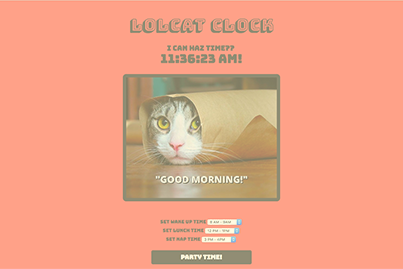 LOLCAT CLOCK
I CAN HAZ TIME??
11:36:23 AM!
"GOOD MORNING!"
SET WAKE UP TIME 8 AM - 9AM
SET LUNCH TIME 12 PM - 1PM
SET NAP TIME 3 PM - 4PM
PARTY TIME!